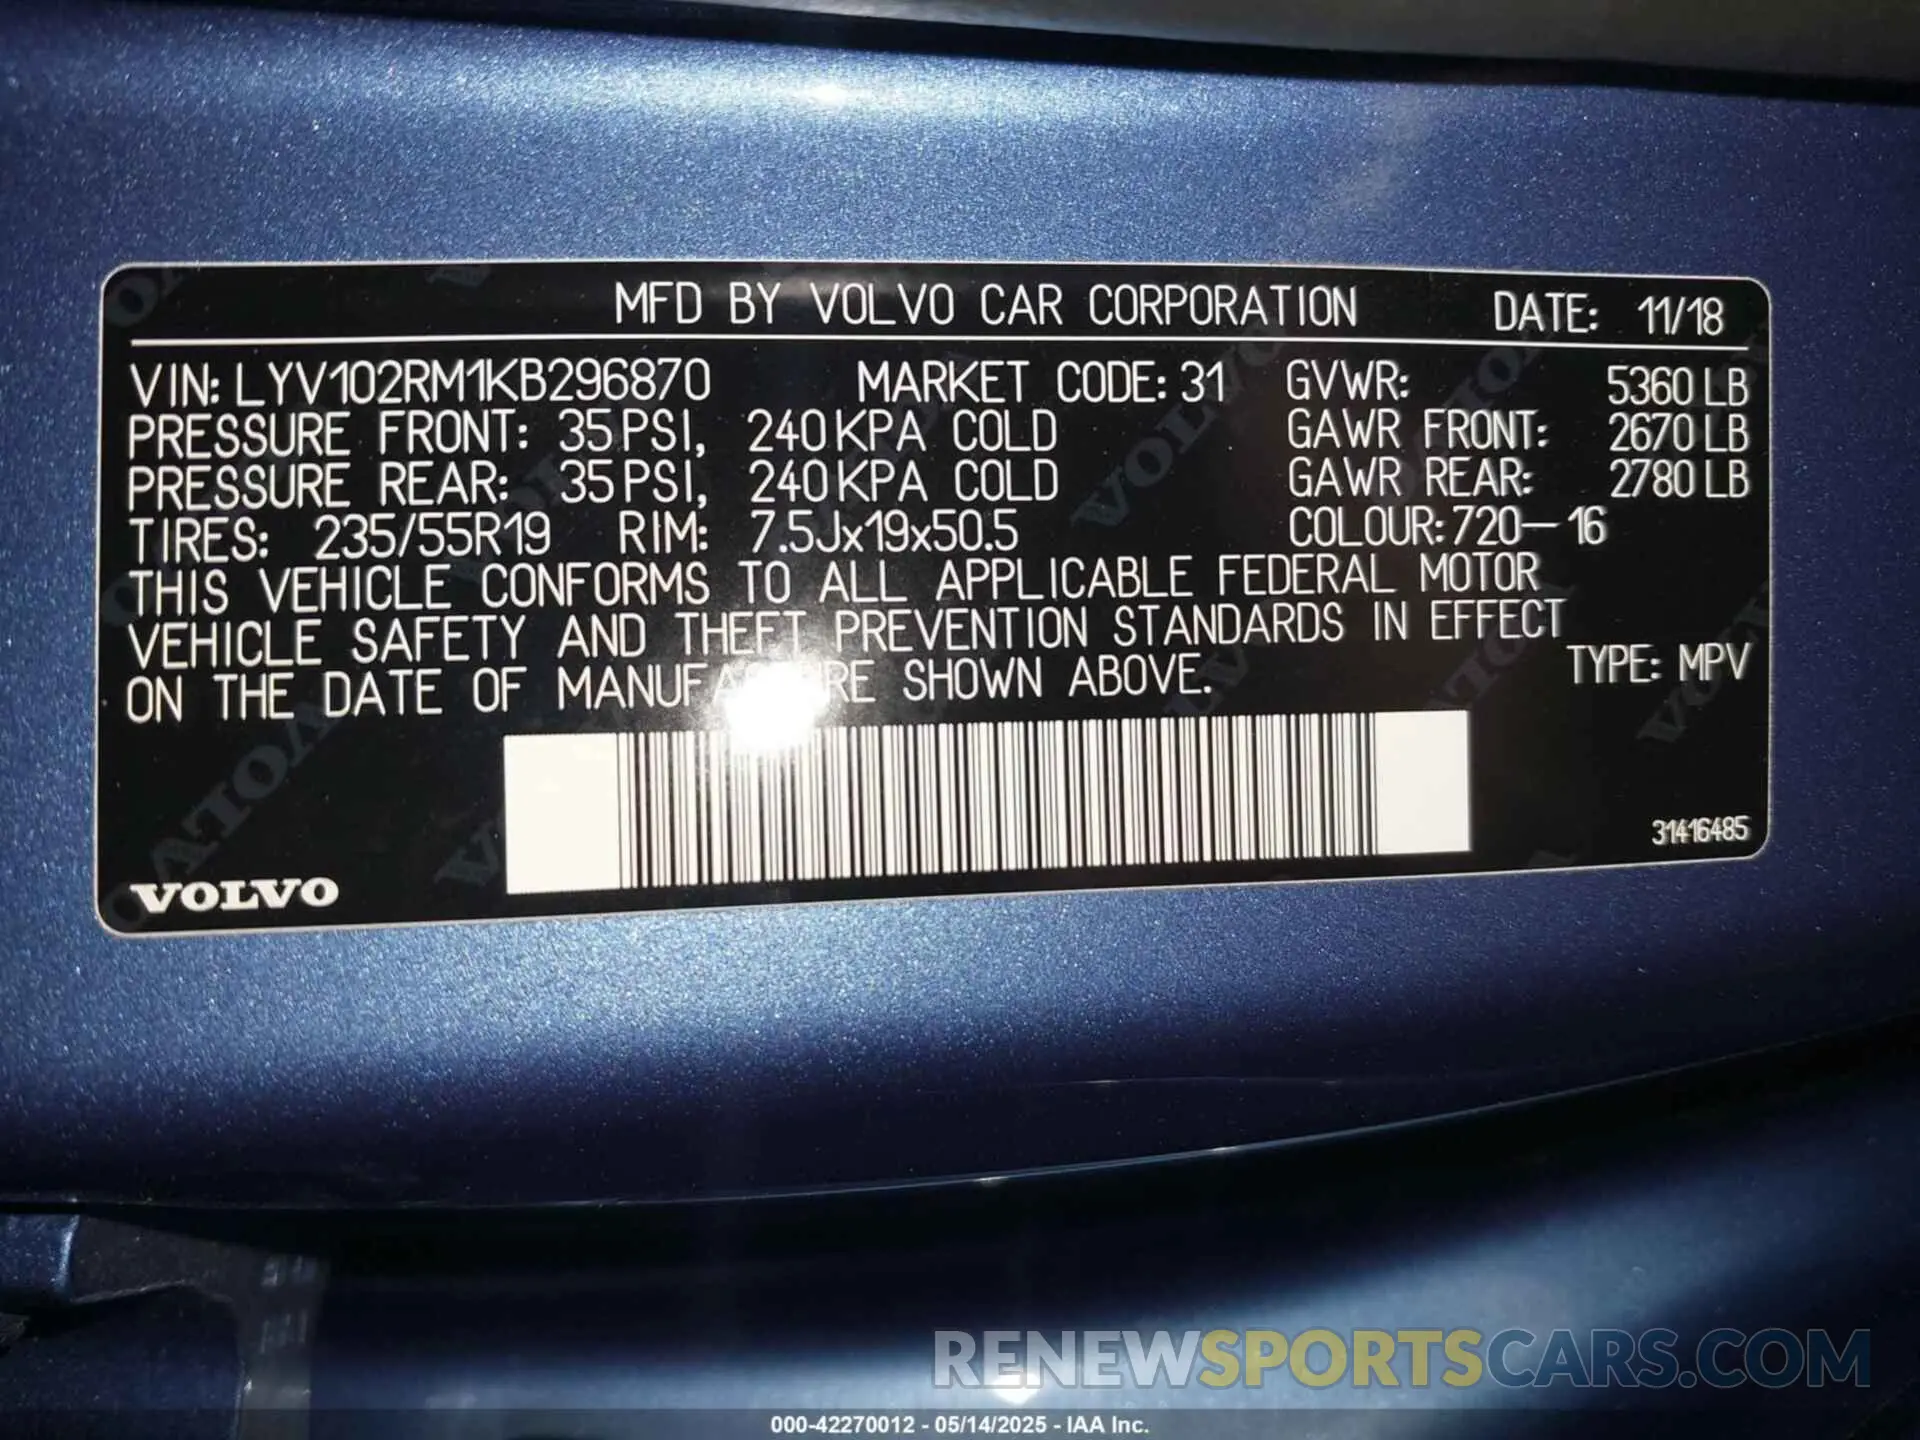 MFD BY VOLVO CAR CORPORATION DATE: 11/18
VIN: LYV102RM1KB296870 MARKET CODE: 31 GVWR: 5360 LB
PRESSURE FRONT: 35 PSI, 240 KPA COLD GAWR FRONT: 2670 LB
PRESSURE REAR: 35 PSI, 240 KPA COLD GAWR REAR: 2780 LB
TIRES: 235/55R19 RIM: 7.5Jx19x50.5 COLOUR: 720-16
THIS VEHICLE CONFORMS TO ALL APPLICABLE FEDERAL MOTOR
VEHICLE SAFETY AND THEFT PREVENTION STANDARDS IN EFFECT
ON THE DATE OF MANUFACTURE SHOWN ABOVE. TYPE: MPV
31416485
VOLVO
RENEWSPORTSCARS.COM
000-42270012 - 05/14/2025 - IAA Inc.